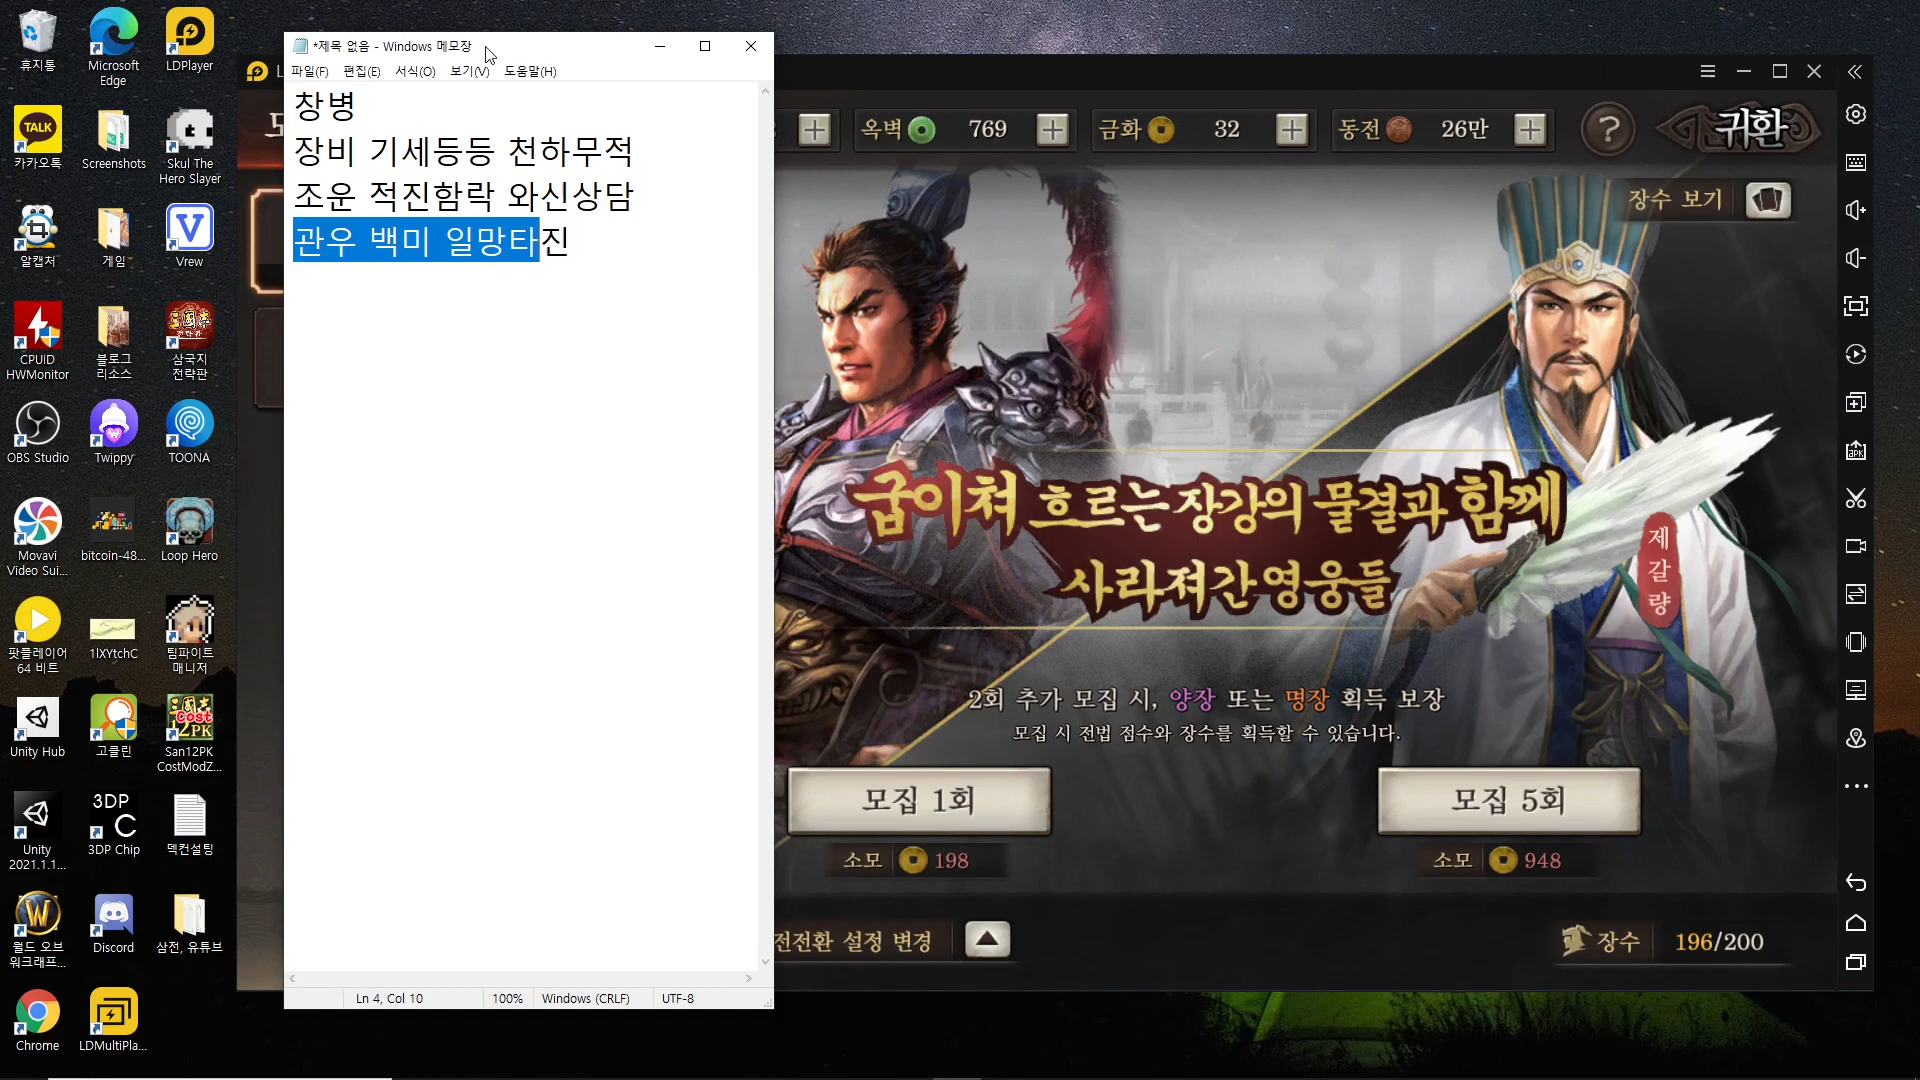 휴지통
Microsoft Edge
LDPlayer
TALK
카카오톡
Screenshots
Skul The Hero Slayer
알캡처
게임
Vrew
CPUID HWMonitor
블로그 리소스
삼국지 전략판
OBS Studio
Twippy
TOONA
Movavi Video Sui...
bitcoin-48...
Loop Hero
팟플레이어 64 비트
1lXYtchC
팀파이트 매니저
Unity Hub
고클린
San12PK CostModZ...
Unity 2021.1.1...
3DP Chip
덱컨설팅
월드 오브 워크래프...
Discord
삼전, 유튜브
Chrome
LDMultiPla...
*제목 없음 - Windows 메모장
파일(F) 편집(E) 서식(O) 보기(V) 도움말(H)
창병
장비 기세등등 천하무적
조운 적진함락 와신상담
관우 백미 일망타진
Ln 4, Col 10
100%
Windows (CRLF)
UTF-8
옥벽 769
금화 32
동전 26만
?
귀환
장수 보기
굽이쳐 흐르는 장강의 물결과 함께
사라져간 영웅들
제갈량
2회 추가 모집 시, 양장 또는 명장 획득 보장
모집 시 전법 점수와 장수를 획득할 수 있습니다.
모집 1회
모집 5회
소모 198
소모 948
전전환 설정 변경
장수 196/200